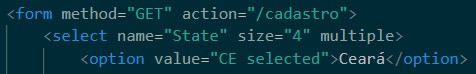 <form method="GET" action="/cadastro">
<select name="State" size="4" multiple>
<option value="CE selected">Ceará</option>